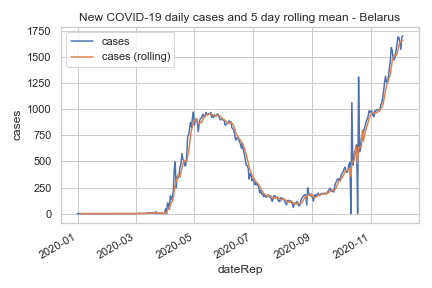 New COVID-19 daily cases and 5 day rolling mean - Belarus
cases
cases (rolling)
1750
1500
1250
1000
750
500
250
0
cases
2020-01
2020-03
2020-05
2020-07
2020-09
2020-11
dateRep